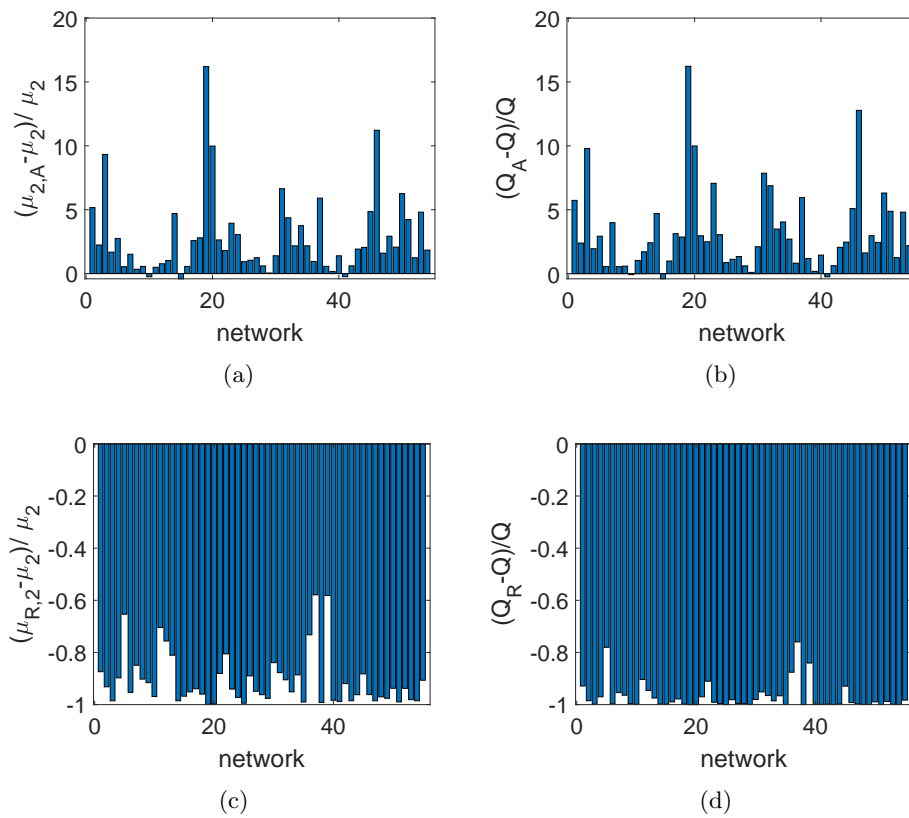 20
15
10
5
0
0 20 40
(μ2,A-μ2)/ μ2
network
(a)
20
15
10
5
0
0 20 40
(QA-Q)/Q
network
(b)
0
-0.2
-0.4
-0.6
-0.8
-1
0 20 40
(μR,2-μ2)/ μ2
network
(c)
0
-0.2
-0.4
-0.6
-0.8
-1
0 20 40
(QR-Q)/Q
network
(d)